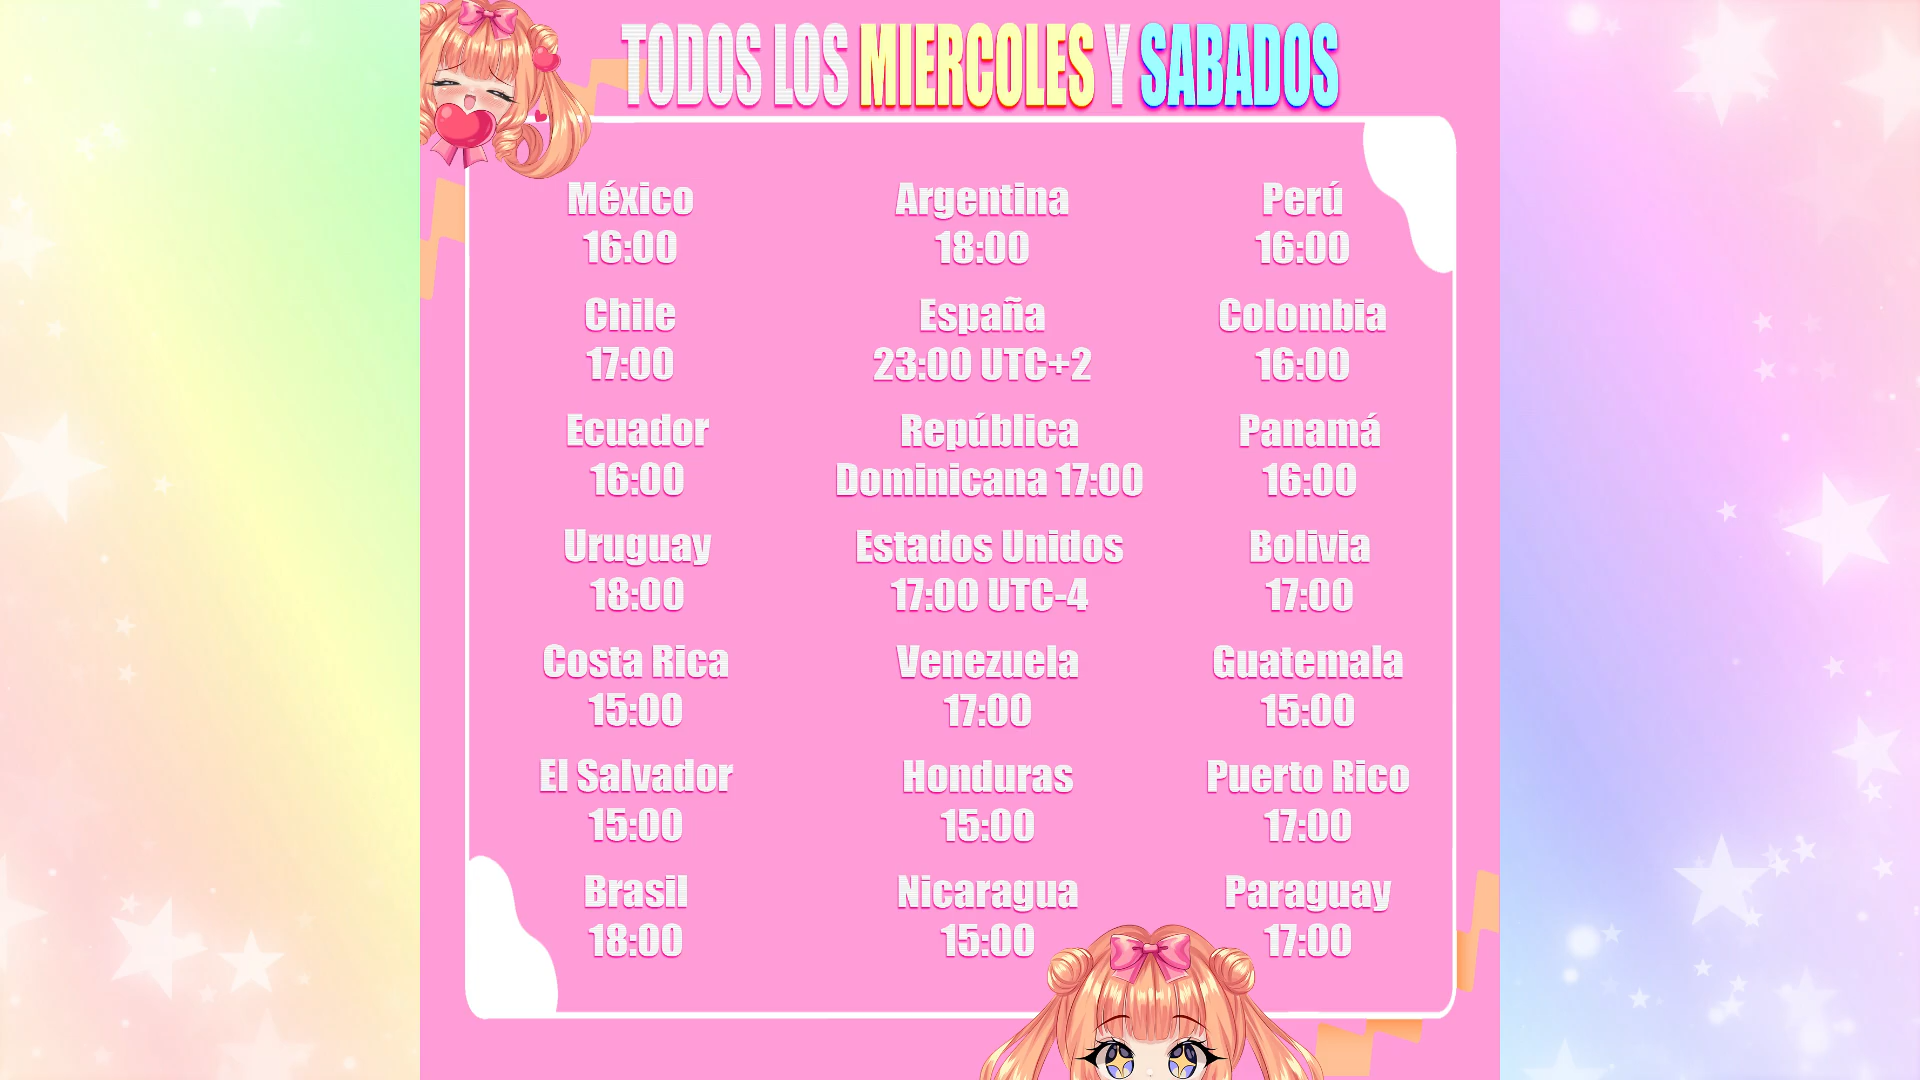 TODOS LOS MIERCOLES Y SABADOS
México
16:00
Argentina
18:00
Perú
16:00
Chile
17:00
España
23:00 UTC+2
Colombia
16:00
Ecuador
16:00
República
Dominicana 17:00
Panamá
16:00
Uruguay
18:00
Estados Unidos
17:00 UTC-4
Bolivia
17:00
Costa Rica
15:00
Venezuela
17:00
Guatemala
15:00
El Salvador
15:00
Honduras
15:00
Puerto Rico
17:00
Brasil
18:00
Nicaragua
15:00
Paraguay
17:00